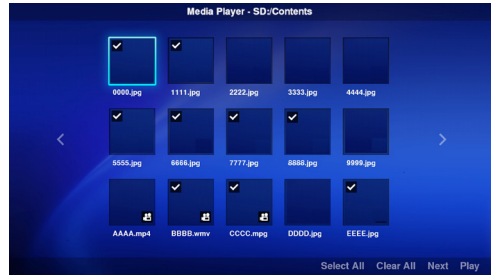 Media Player - SD:/Contents
0000.jpg 1111.jpg 2222.jpg 3333.jpg 4444.jpg
5555.jpg 6666.jpg 7777.jpg 8888.jpg 9999.jpg
AAAA.mp4 BBBB.wmv CCCC.mpg DDDD.jpg EEEE.jpg
Select All Clear All Next Play